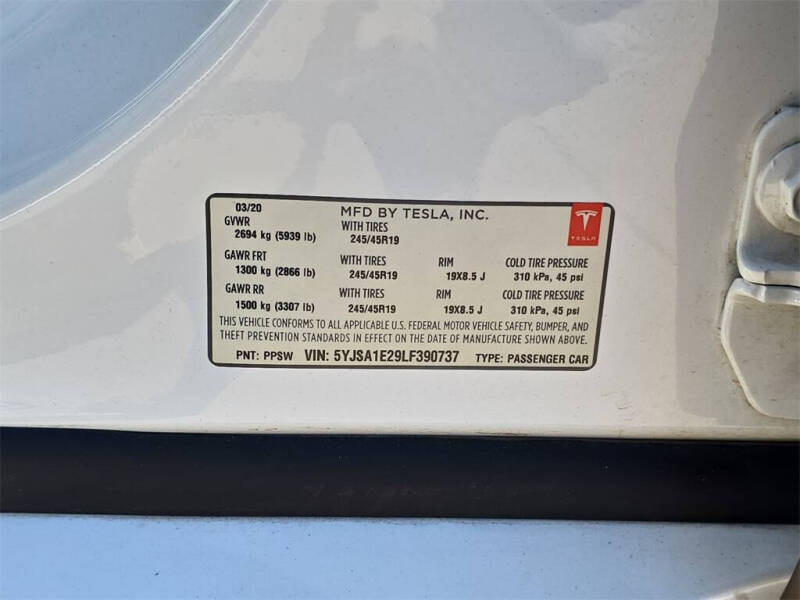 03/20 MFD BY TESLA, INC.
GVWR WITH TIRES
2694 kg (5939 lb) 245/45R19
TESLA
GAWR FRT WITH TIRES RIM COLD TIRE PRESSURE
1300 kg (2866 lb) 245/45R19 19X8.5 J 310 kPa, 45 psi
GAWR RR WITH TIRES RIM COLD TIRE PRESSURE
1500 kg (3307 lb) 245/45R19 19X8.5 J 310 kPa, 45 psi
THIS VEHICLE CONFORMS TO ALL APPLICABLE U.S. FEDERAL MOTOR VEHICLE SAFETY, BUMPER, AND
THEFT PREVENTION STANDARDS IN EFFECT ON THE DATE OF MANUFACTURE SHOWN ABOVE.
PNT: PPSW VIN: 5YJSA1E29LF390737 TYPE: PASSENGER CAR